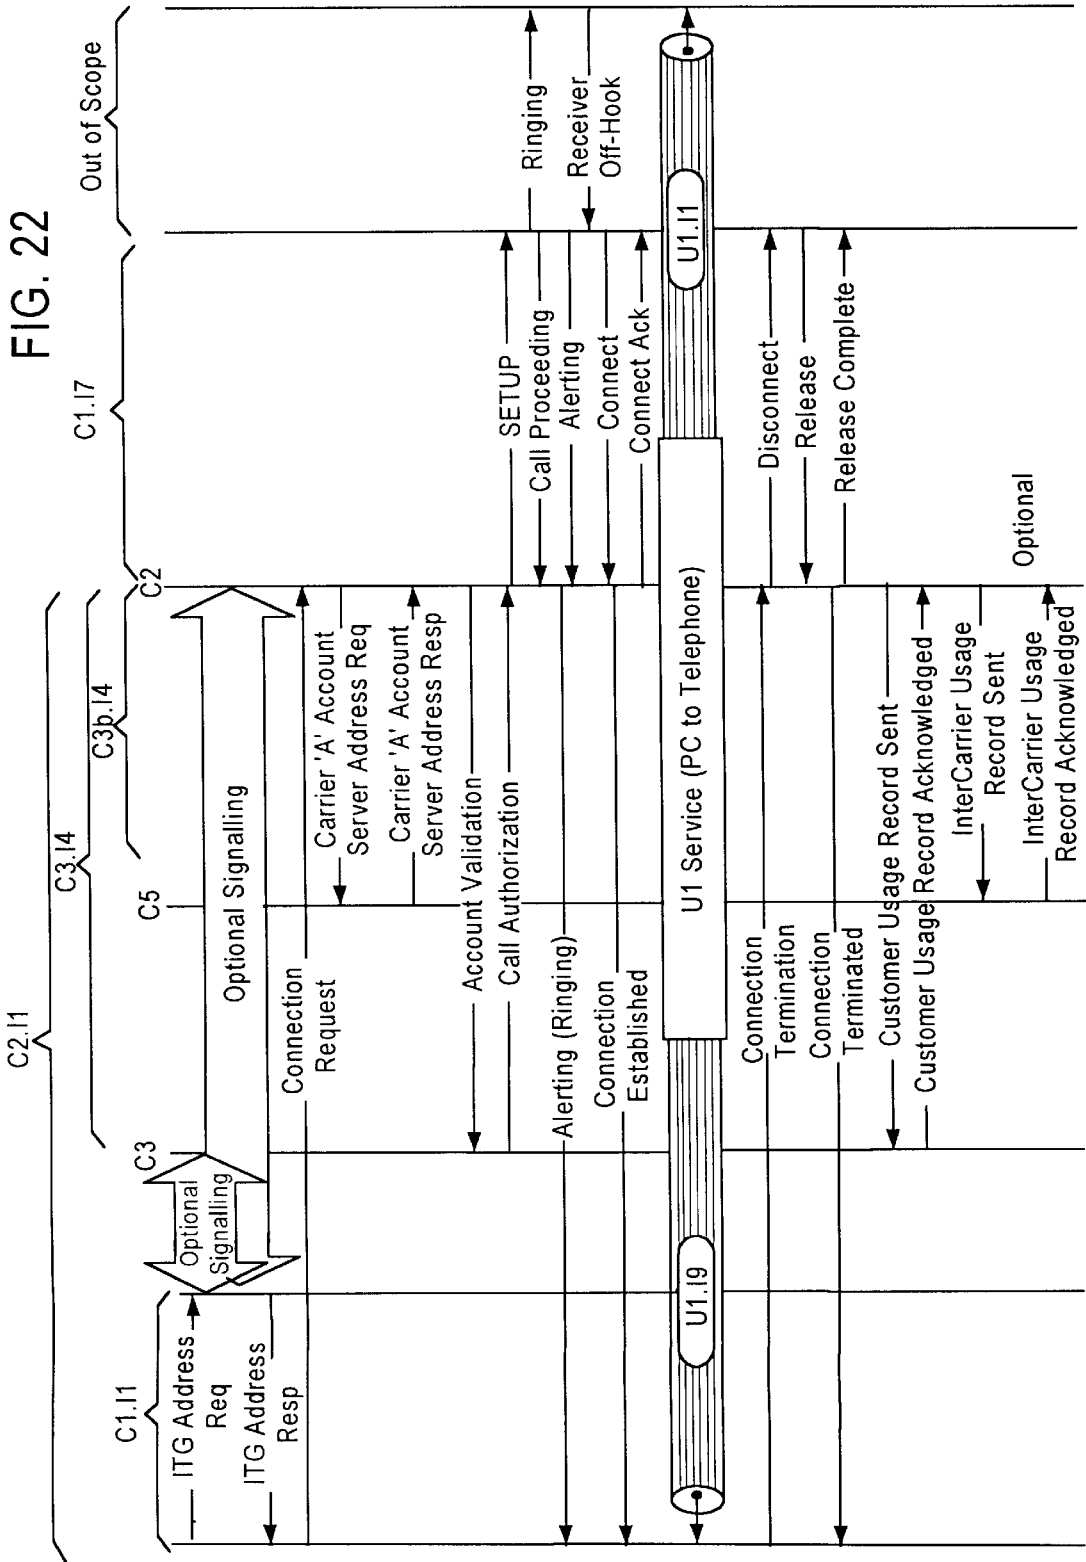 FIG. 22
C2.I1
C3.I4
C3b.I4
C1.I7
Out of Scope
C1.I1
C3
C5
C2
ITG Address
Req
ITG Address
Resp
Optional
Signalling
Optional Signalling
Connection
Request
Carrier 'A' Account
Server Address Req
Carrier 'A' Account
Server Address Resp
Account Validation
Call Authorization
SETUP
Call Proceeding
Ringing
Alerting
Alerting (Ringing)
Receiver
Off-Hook
Connect
Connection
Established
Connect Ack
U1.I9
U1 Service (PC to Telephone)
U1.I1
Connection
Termination
Disconnect
Release
Connection
Terminated
Release Complete
Customer Usage Record Sent
Customer Usage Record Acknowledged
InterCarrier Usage
Record Sent
InterCarrier Usage
Record Acknowledged
Optional